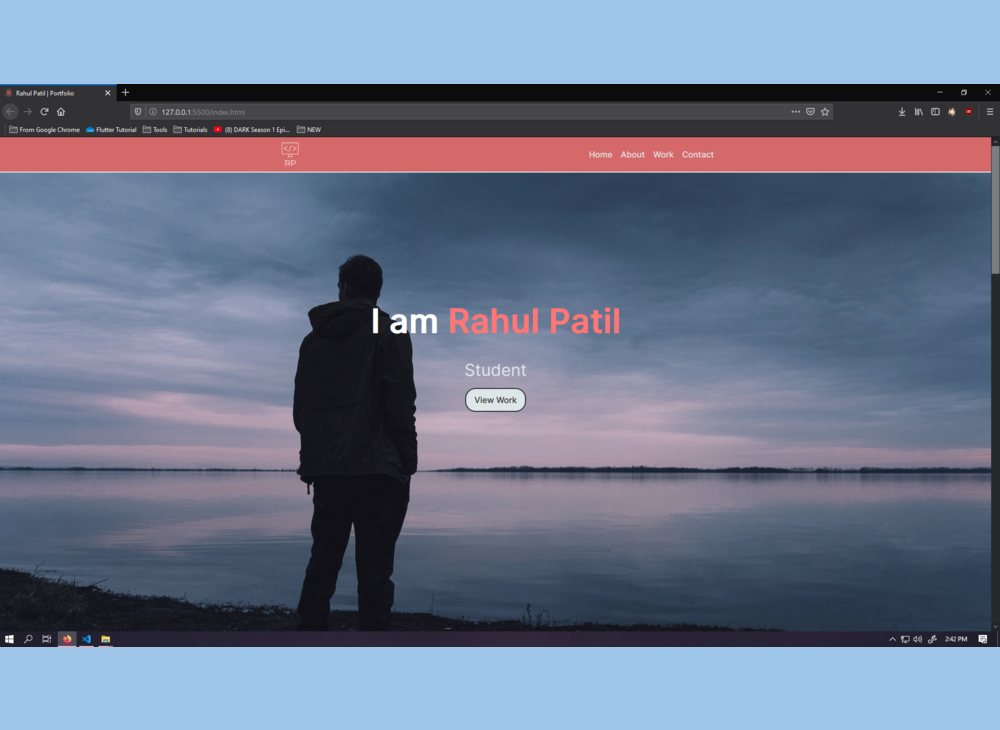 Rahul Patil | Portfolio
127.0.0.1:5500/index.html
From Google Chrome Flutter Tutorial Tools Tutorials (8) DARK Season 1 Epi... NEW
</> RP
Home About Work Contact
I am Rahul Patil
Student
View Work
2:42 PM